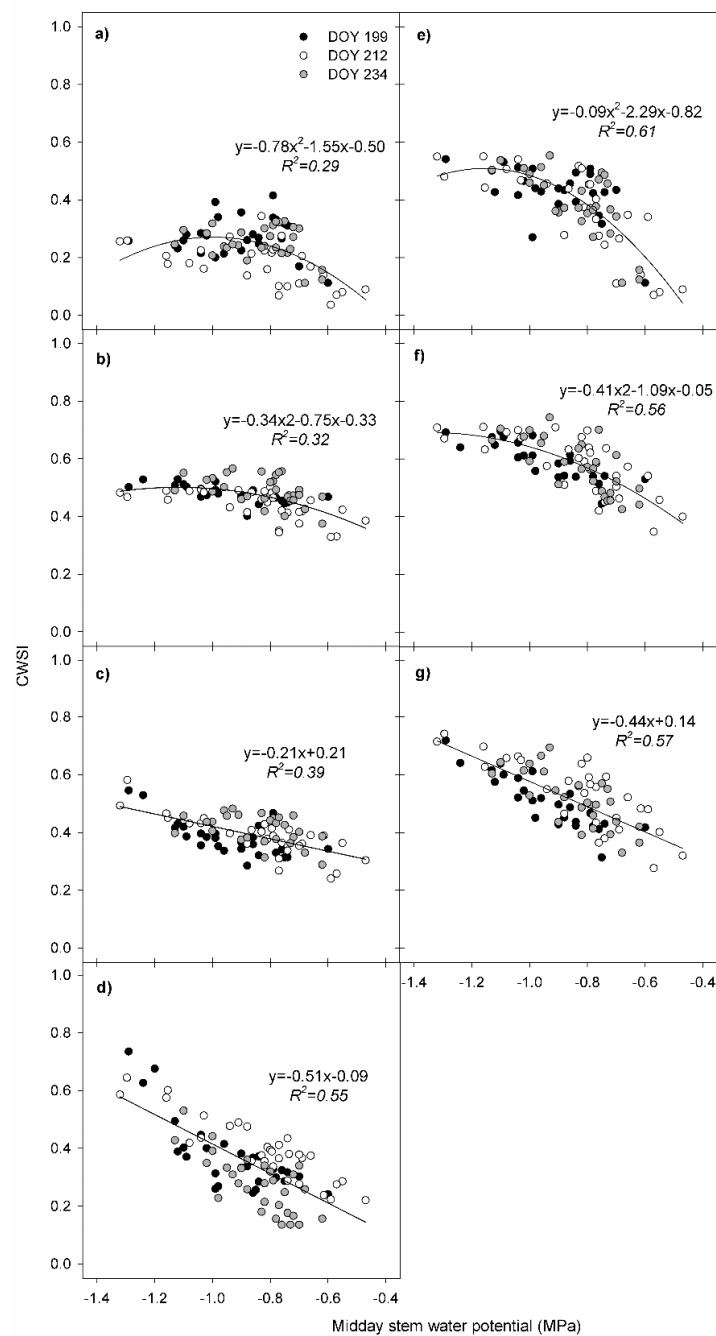 a)
● DOY 199
○ DOY 212
● DOY 234
y=-0.78x²-1.55x-0.50
R²=0.29
1.0
0.8
0.6
0.4
0.2
0.0
e)
y=-0.09x²-2.29x-0.82
R²=0.61
b)
y=-0.34x2-0.75x-0.33
R²=0.32
1.0
0.8
0.6
0.4
0.2
0.0
f)
y=-0.41x2-1.09x-0.05
R²=0.56
CWSI
c)
y=-0.21x+0.21
R²=0.39
1.0
0.8
0.6
0.4
0.2
0.0
g)
y=-0.44x+0.14
R²=0.57
-1.4 -1.2 -1.0 -0.8 -0.6 -0.4
d)
y=-0.51x-0.09
R²=0.55
1.0
0.8
0.6
0.4
0.2
0.0
-1.4 -1.2 -1.0 -0.8 -0.6 -0.4
Midday stem water potential (MPa)